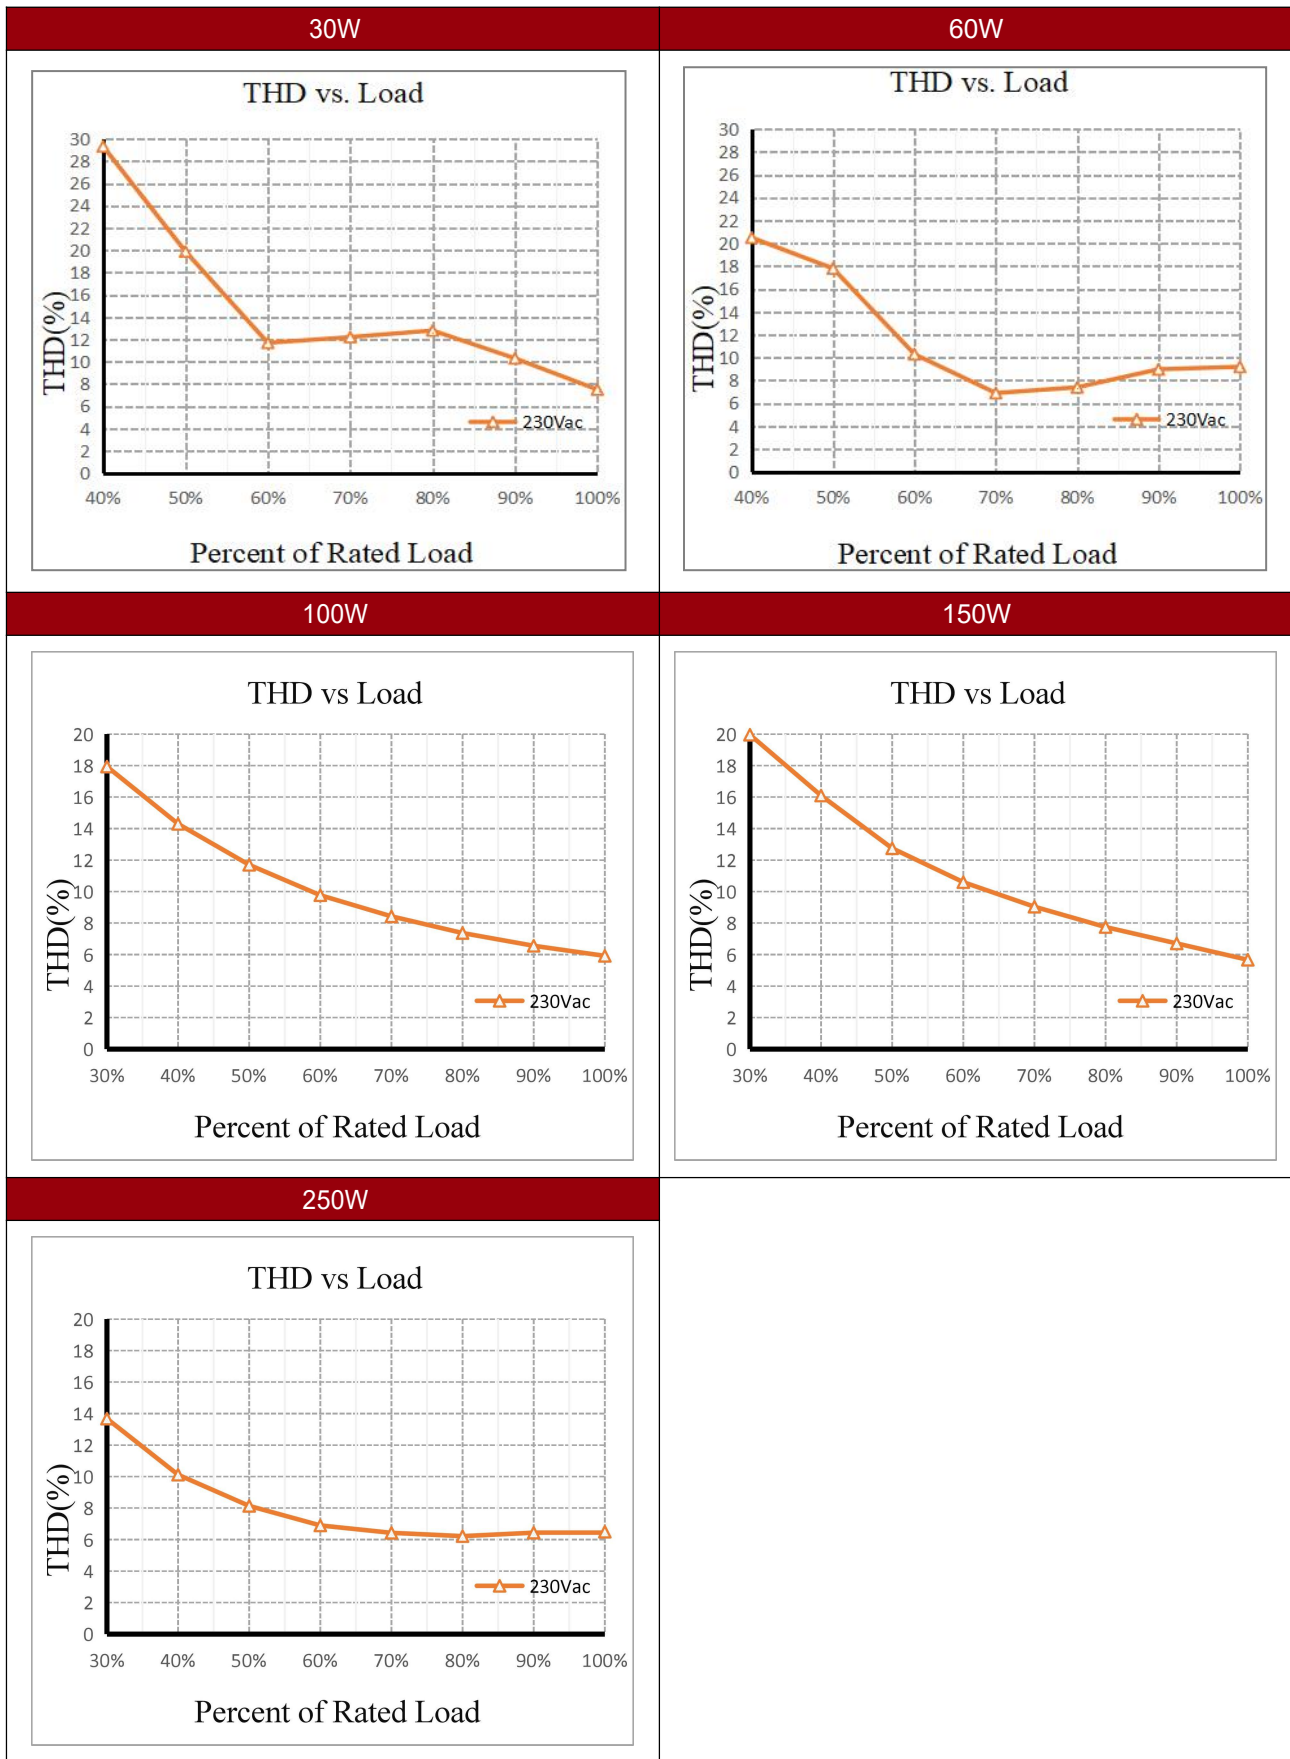 30W
60W
THD vs. Load
30
28
26
24
22
20
18
16
14
12
10
8
6
4
2
0
THD(%)
230Vac
40% 50% 60% 70% 80% 90% 100%
Percent of Rated Load
THD vs. Load
30
28
26
24
22
20
18
16
14
12
10
8
6
4
2
0
THD(%)
230Vac
40% 50% 60% 70% 80% 90% 100%
Percent of Rated Load
100W
150W
THD vs Load
20
18
16
14
12
10
8
6
4
2
0
THD(%)
230Vac
30% 40% 50% 60% 70% 80% 90% 100%
Percent of Rated Load
THD vs Load
20
18
16
14
12
10
8
6
4
2
0
THD(%)
230Vac
30% 40% 50% 60% 70% 80% 90% 100%
Percent of Rated Load
250W
THD vs Load
20
18
16
14
12
10
8
6
4
2
0
THD(%)
230Vac
30% 40% 50% 60% 70% 80% 90% 100%
Percent of Rated Load